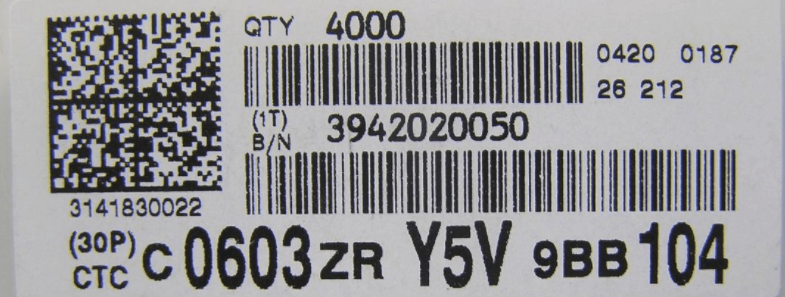 QTY 4000
0420 0187
26 212
(1T)
B/N 3942020050
3141830022
(30P)
CTC C 0603 ZR Y5V 9BB 104